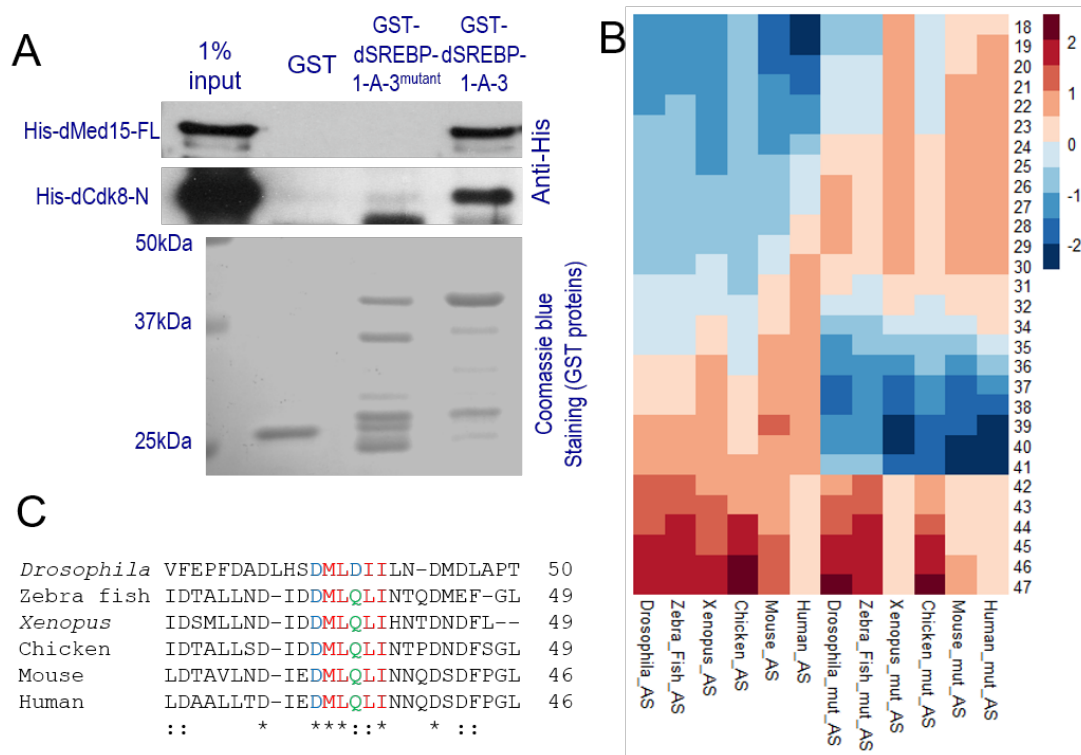 A
1%
input
GST
GST-
dSREBP-
1-A-3mutant
GST-
dSREBP-
1-A-3
His-dMed15-FL
His-dCdk8-N
Anti-His
50kDa
37kDa
25kDa
Coomassie blue
Staining (GST proteins)
B
18
19
20
21
22
23
24
25
26
27
28
29
30
31
32
34
35
36
37
38
39
40
41
42
43
44
45
46
47
2
1
0
-1
-2
Drosophila_AS
Zebra_Fish_AS
Xenopus_AS
Chicken_AS
Mouse_AS
Human_AS
Drosophila_mut_AS
Zebra_Fish_mut_AS
Xenopus_mut_AS
Chicken_mut_AS
Mouse_mut_AS
Human_mut_AS
C
Drosophila VFEPFDADLHSDMLDIILN-DMDLAPT 50
Zebra fish IDTALLND-IDDMLQLINTQDMEF-GL 49
Xenopus IDSMLLND-IDDMLQLIHNTDNDFL-- 49
Chicken IDTALLSD-IDDMLQLINTPDNDFSGL 49
Mouse LDTAVLND-IEDMLQLINNQDSDFPGL 46
Human LDAALLTD-IEDMLQLINNQDSDFPGL 46
:: * ***::* * ::